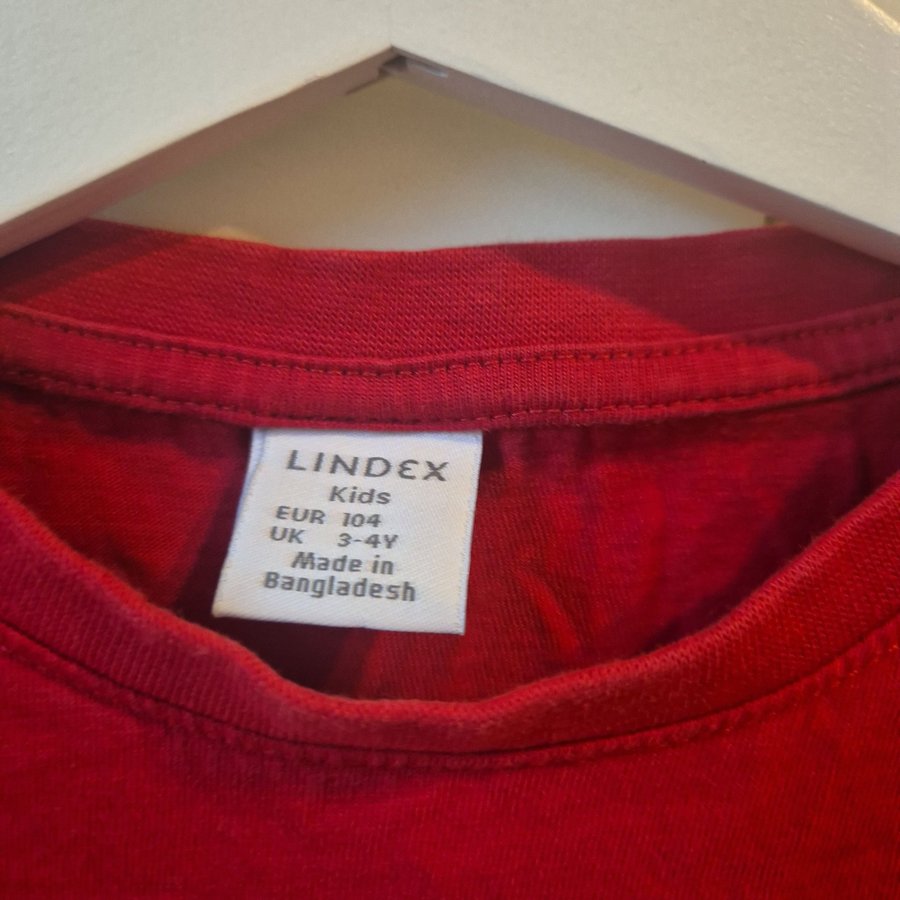 LINDEX
Kids
EUR 104
UK 3-4Y
Made in
Bangladesh